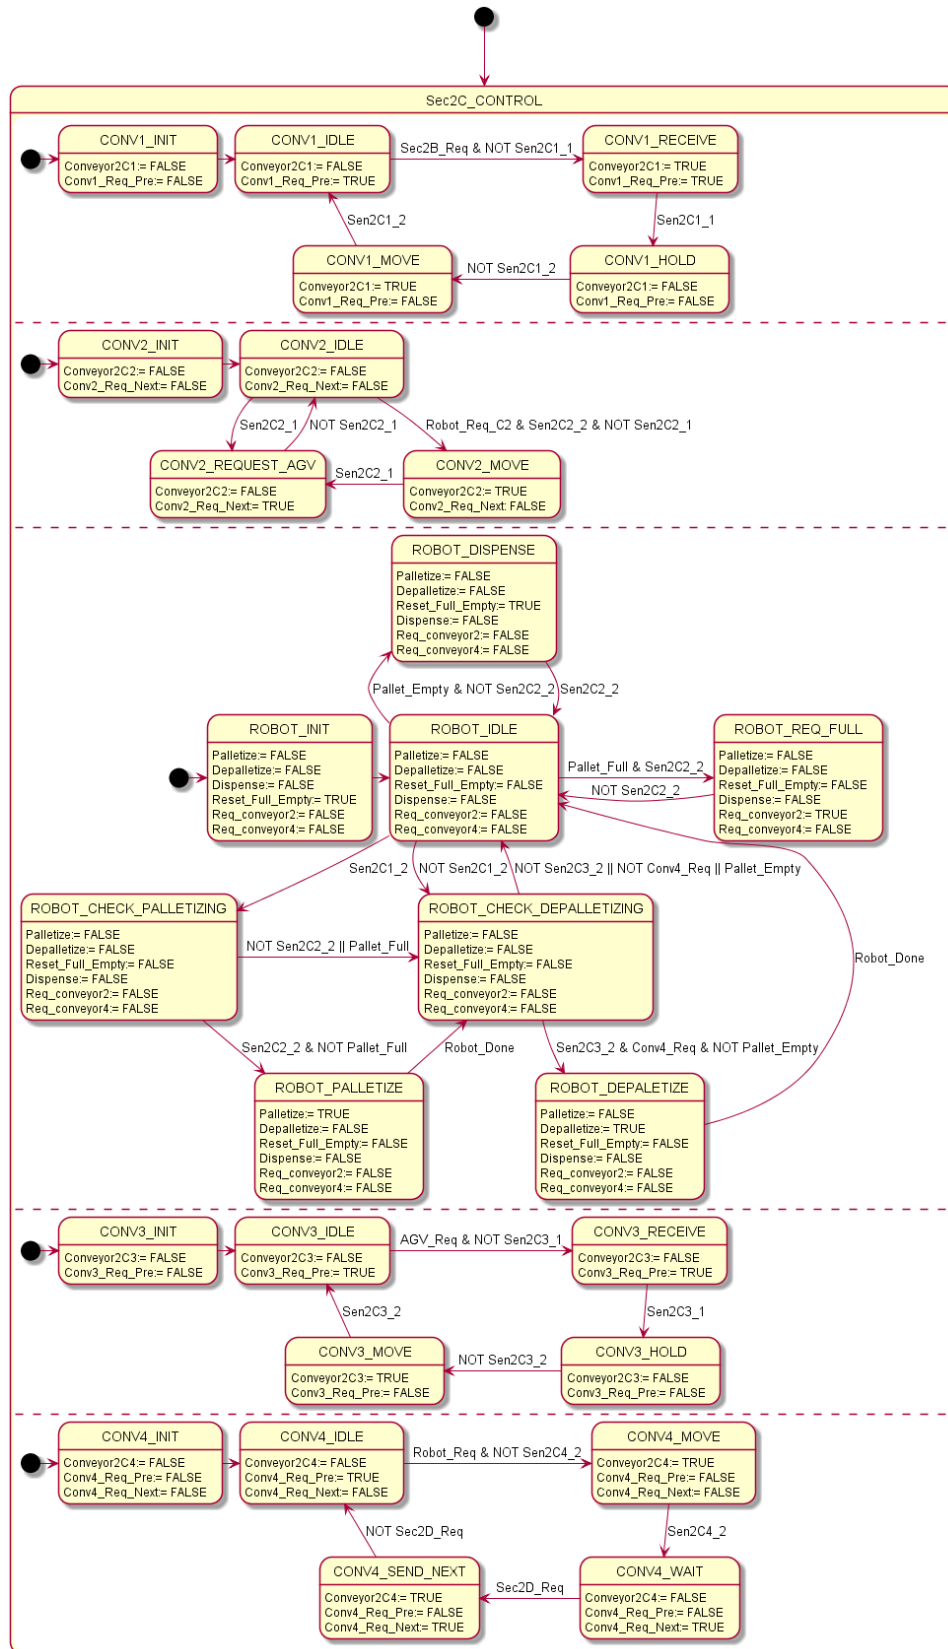 Sec2C_CONTROL
CONV1_INIT
Conveyor2C1:= FALSE
Conv1_Req_Pre:= FALSE
CONV1_IDLE
Conveyor2C1:= FALSE
Conv1_Req_Pre:= TRUE
Sec2B_Req & NOT Sen2C1_1
CONV1_RECEIVE
Conveyor2C1:= TRUE
Conv1_Req_Pre:= TRUE
Sen2C1_2
Sen2C1_1
CONV1_MOVE
Conveyor2C1:= TRUE
Conv1_Req_Pre:= FALSE
NOT Sen2C1_2
CONV1_HOLD
Conveyor2C1:= FALSE
Conv1_Req_Pre:= FALSE
CONV2_INIT
Conveyor2C2:= FALSE
Conv2_Req_Next:= FALSE
CONV2_IDLE
Conveyor2C2:= FALSE
Conv2_Req_Next:= FALSE
Sen2C2_1
NOT Sen2C2_1
Robot_Req_C2 & Sen2C2_2 & NOT Sen2C2_1
CONV2_REQUEST_AGV
Conveyor2C2:= FALSE
Conv2_Req_Next:= TRUE
Sen2C2_1
CONV2_MOVE
Conveyor2C2:= TRUE
Conv2_Req_Next: FALSE
ROBOT_DISPENSE
Palletize:= FALSE
Depalletize:= FALSE
Reset_Full_Empty:= TRUE
Dispense:= FALSE
Req_conveyor2:= FALSE
Req_conveyor4:= FALSE
Pallet_Empty & NOT Sen2C2_2
Sen2C2_2
ROBOT_INIT
Palletize:= FALSE
Depalletize:= FALSE
Dispense:= FALSE
Reset_Full_Empty:= TRUE
Req_conveyor2:= FALSE
Req_conveyor4:= FALSE
ROBOT_IDLE
Palletize:= FALSE
Depalletize:= FALSE
Reset_Full_Empty:= FALSE
Dispense:= FALSE
Req_conveyor2:= FALSE
Req_conveyor4:= FALSE
Pallet_Full & Sen2C2_2
NOT Sen2C2_2
ROBOT_REQ_FULL
Palletize:= FALSE
Depalletize:= FALSE
Reset_Full_Empty:= FALSE
Dispense:= FALSE
Req_conveyor2:= TRUE
Req_conveyor4:= FALSE
Sen2C1_2
NOT Sen2C1_2
NOT Sen2C3_2 || NOT Conv4_Req || Pallet_Empty
ROBOT_CHECK_PALLETIZING
Palletize:= FALSE
Depalletize:= FALSE
Reset_Full_Empty:= FALSE
Dispense:= FALSE
Req_conveyor2:= FALSE
Req_conveyor4:= FALSE
NOT Sen2C2_2 || Pallet_Full
ROBOT_CHECK_DEPALLETIZING
Palletize:= FALSE
Depalletize:= FALSE
Reset_Full_Empty:= FALSE
Dispense:= FALSE
Req_conveyor2:= FALSE
Req_conveyor4:= FALSE
Robot_Done
Sen2C2_2 & NOT Pallet_Full
Robot_Done
Sen2C3_2 & Conv4_Req & NOT Pallet_Empty
ROBOT_PALLETIZE
Palletize:= TRUE
Depalletize:= FALSE
Reset_Full_Empty:= FALSE
Dispense:= FALSE
Req_conveyor2:= FALSE
Req_conveyor4:= FALSE
ROBOT_DEPALETIZE
Palletize:= FALSE
Depalletize:= TRUE
Reset_Full_Empty:= FALSE
Dispense:= FALSE
Req_conveyor2:= FALSE
Req_conveyor4:= FALSE
CONV3_INIT
Conveyor2C3:= FALSE
Conv3_Req_Pre:= FALSE
CONV3_IDLE
Conveyor2C3:= FALSE
Conv3_Req_Pre:= TRUE
AGV_Req & NOT Sen2C3_1
CONV3_RECEIVE
Conveyor2C3:= FALSE
Conv3_Req_Pre:= TRUE
Sen2C3_2
Sen2C3_1
CONV3_MOVE
Conveyor2C3:= TRUE
Conv3_Req_Pre:= FALSE
NOT Sen2C3_2
CONV3_HOLD
Conveyor2C3:= FALSE
Conv3_Req_Pre:= FALSE
CONV4_INIT
Conveyor2C4:= FALSE
Conv4_Req_Pre:= FALSE
Conv4_Req_Next:= FALSE
CONV4_IDLE
Conveyor2C4:= FALSE
Conv4_Req_Pre:= TRUE
Conv4_Req_Next:= FALSE
Robot_Req & NOT Sen2C4_2
CONV4_MOVE
Conveyor2C4:= TRUE
Conv4_Req_Pre:= FALSE
Conv4_Req_Next:= FALSE
NOT Sec2D_Req
Sen2C4_2
CONV4_SEND_NEXT
Conveyor2C4:= TRUE
Conv4_Req_Pre:= FALSE
Conv4_Req_Next:= TRUE
Sec2D_Req
CONV4_WAIT
Conveyor2C4:= FALSE
Conv4_Req_Pre:= FALSE
Conv4_Req_Next:= TRUE